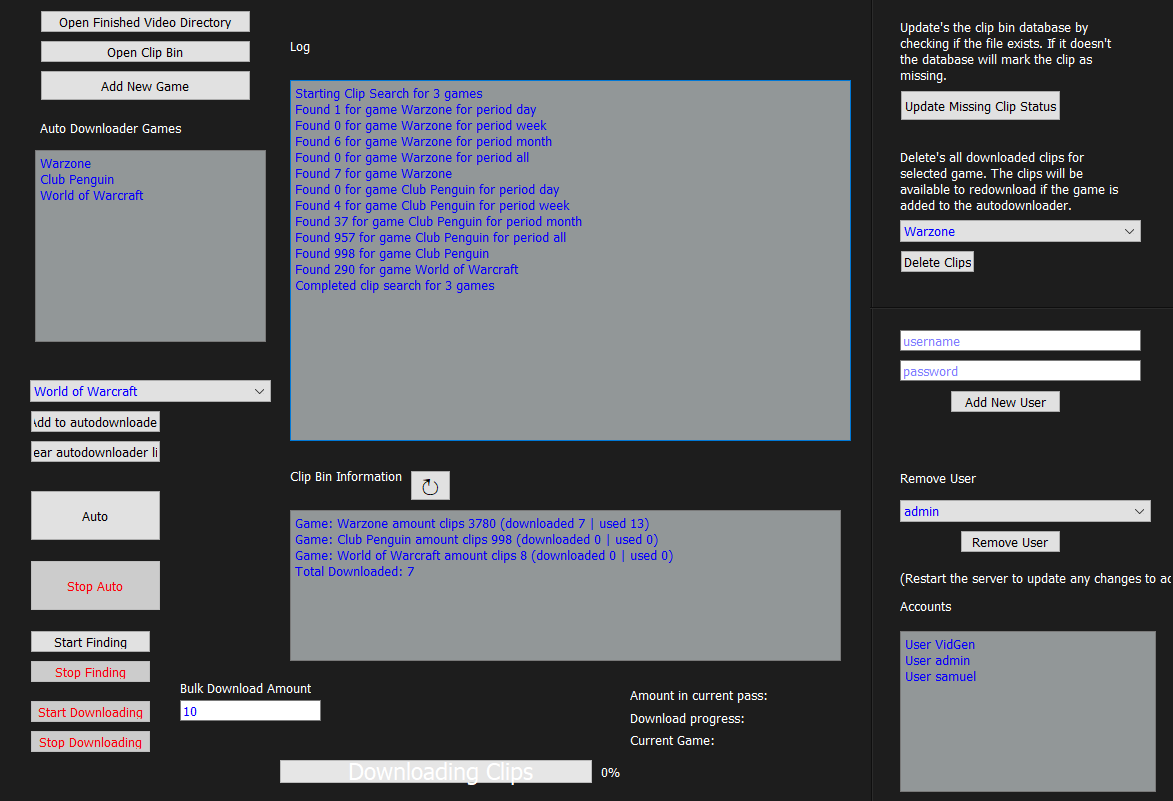 Open Finished Video Directory
Open Clip Bin
Add New Game
Auto Downloader Games
Warzone
Club Penguin
World of Warcraft
World of Warcraft
Add to autodownloade
ear autodownloader li
Auto
Stop Auto
Start Finding
Stop Finding
Start Downloading
Stop Downloading
Log
Starting Clip Search for 3 games
Found 1 for game Warzone for period day
Found 0 for game Warzone for period week
Found 6 for game Warzone for period month
Found 0 for game Warzone for period all
Found 7 for game Warzone
Found 0 for game Club Penguin for period day
Found 4 for game Club Penguin for period week
Found 37 for game Club Penguin for period month
Found 957 for game Club Penguin for period all
Found 998 for game Club Penguin
Found 290 for game World of Warcraft
Completed clip search for 3 games
Clip Bin Information
↻
Game: Warzone amount clips 3780 (downloaded 7 | used 13)
Game: Club Penguin amount clips 998 (downloaded 0 | used 0)
Game: World of Warcraft amount clips 8 (downloaded 0 | used 0)
Total Downloaded: 7
Bulk Download Amount
10
Amount in current pass:
Download progress:
Current Game:
Downloading Clips
0%
Update's the clip bin database by
checking if the file exists. If it doesn't
the database will mark the clip as
missing.
Update Missing Clip Status
Delete's all downloaded clips for
selected game. The clips will be
available to redownload if the game is
added to the autodownloader.
Warzone
Delete Clips
username
password
Add New User
Remove User
admin
Remove User
(Restart the server to update any changes to ac
Accounts
User VidGen
User admin
User samuel